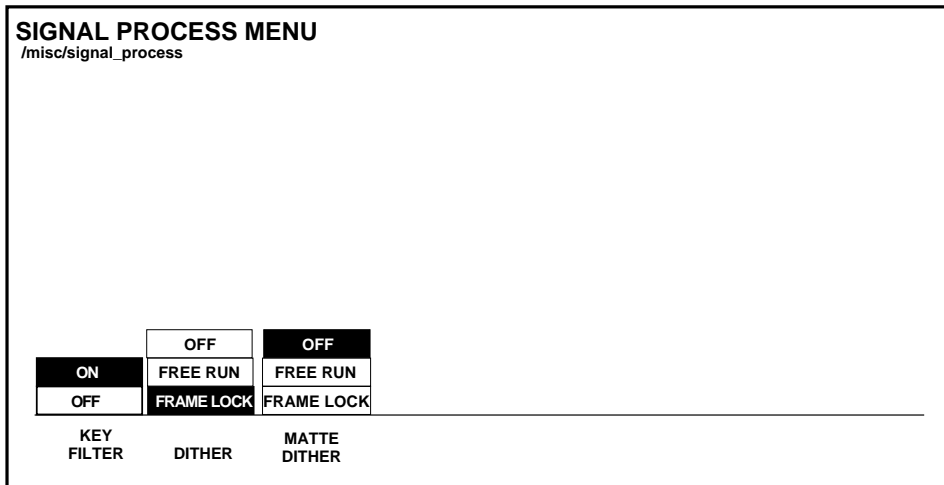 SIGNAL PROCESS MENU
/misc/signal_process
OFF OFF
ON FREE RUN FREE RUN
OFF FRAME LOCK FRAME LOCK
KEY
FILTER
DITHER
MATTE
DITHER